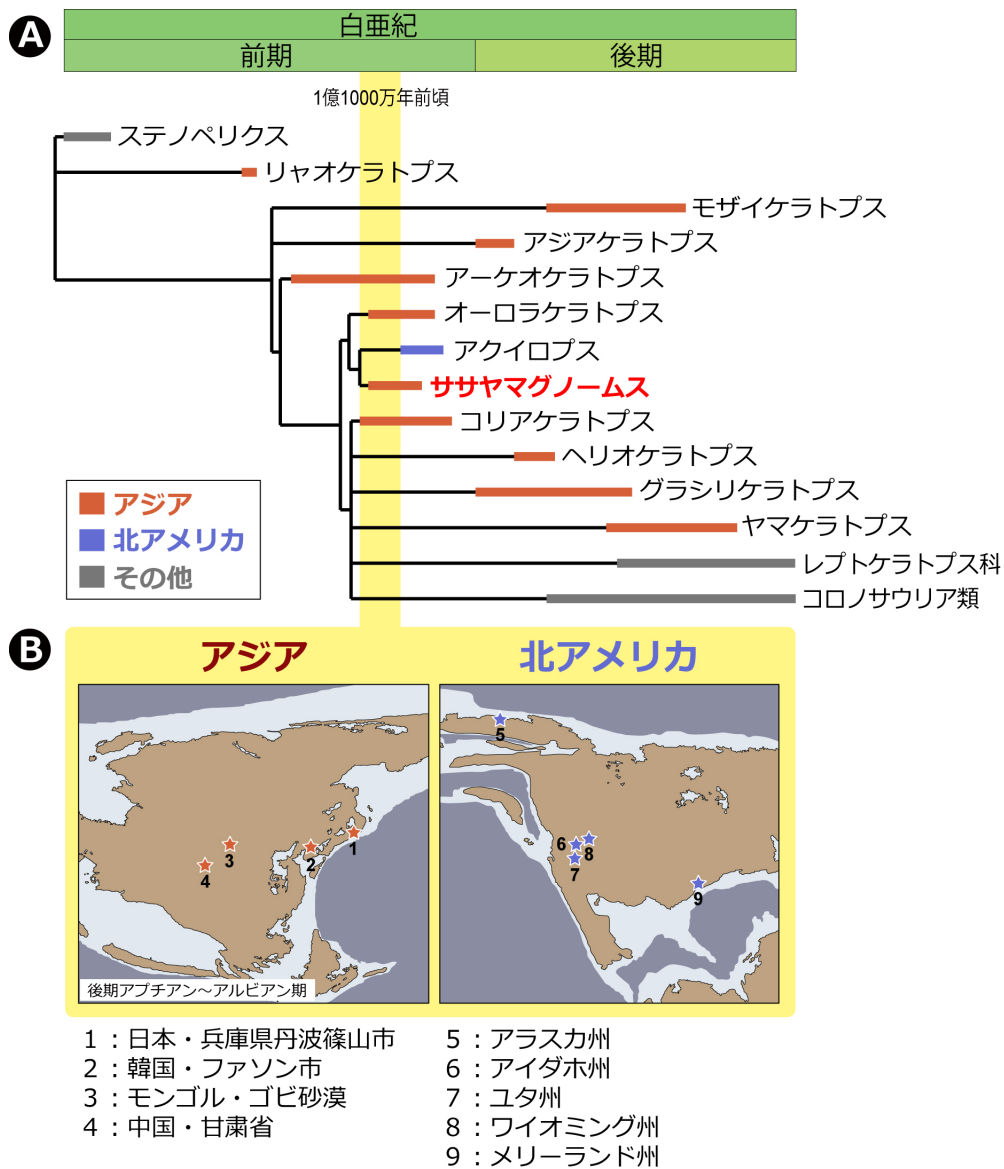 A
白亜紀
前期
後期
1億1000万年前頃
ステノペリクス
リャオケラトプス
モザイケラトプス
アジアケラトプス
アーケオケラトプス
オーロラケラトプス
アクイロプス
ササヤマグノームス
コリアケラトプス
ヘリオケラトプス
グラシリケラトプス
ヤマケラトプス
レプトケラトプス科
コロノサウリア類
アジア
北アメリカ
その他
B
アジア
北アメリカ
1
2
3
4
後期アプチアン～アルビアン期
5
6
8
7
9
1：日本・兵庫県丹波篠山市
2：韓国・ファソン市
3：モンゴル・ゴビ砂漠
4：中国・甘粛省
5：アラスカ州
6：アイダホ州
7：ユタ州
8：ワイオミング州
9：メリーランド州